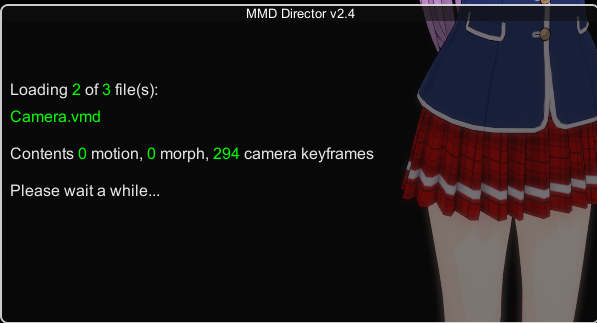 MMD Director v2.4
Loading 2 of 3 file(s):
Camera.vmd
Contents 0 motion, 0 morph, 294 camera keyframes
Please wait a while...